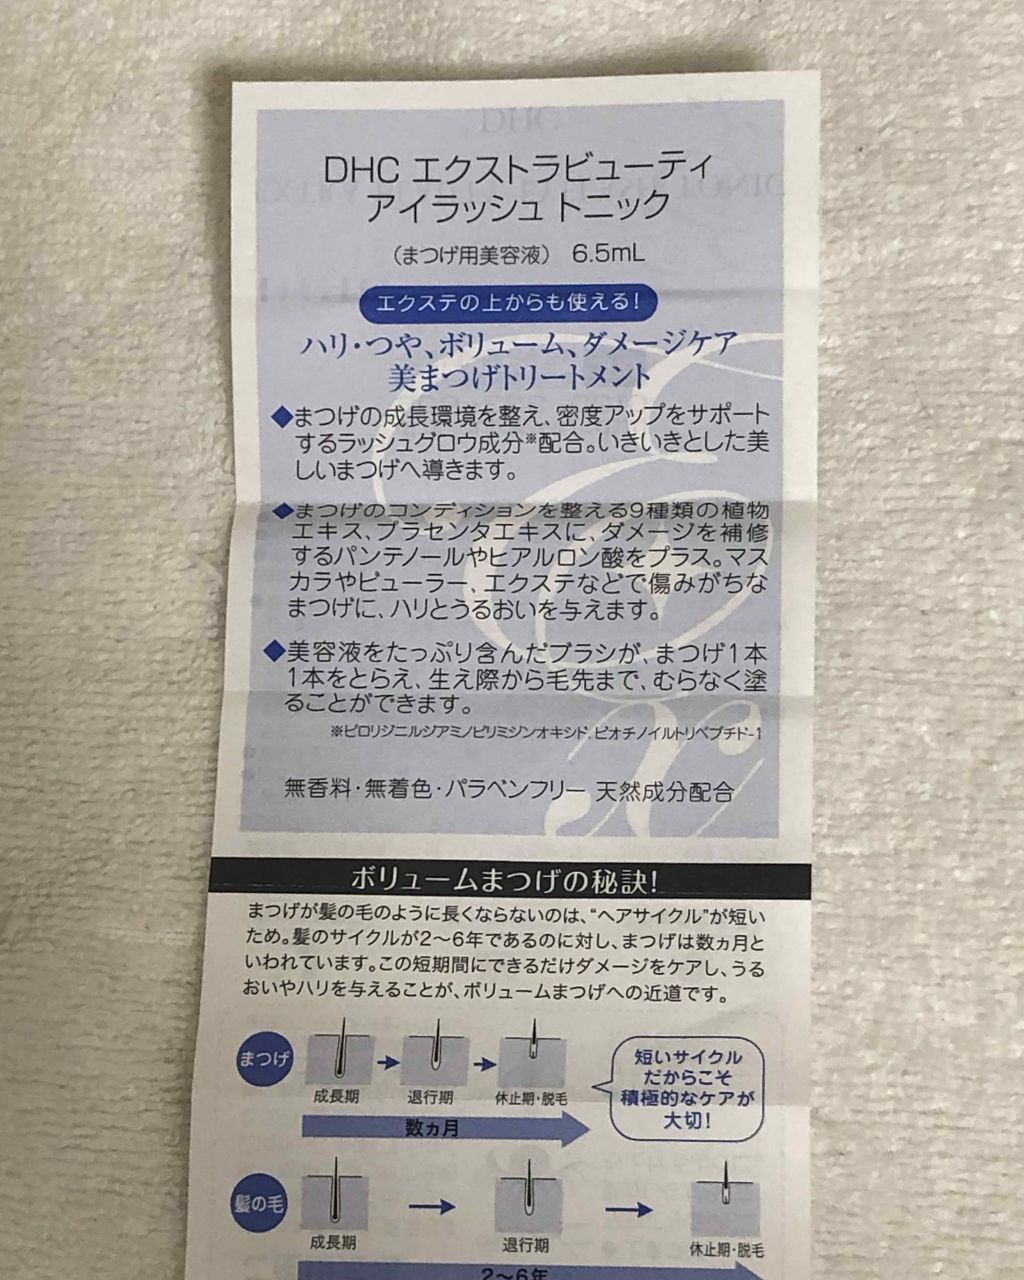 DHC エクストラビューティ
アイラッシュ トニック
（まつげ用美容液） 6.5mL
エクステの上からも使える！
ハリ・つや、ボリューム、ダメージケア
美まつげトリートメント
◆まつげの成長環境を整え、密度アップをサポート
するラッシュグロウ成分※配合。いきいきとした美
しいまつげへ導きます。
◆まつげのコンディションを整える9種類の植物
エキス、プラセンタエキスに、ダメージを補修
するパンテノールやヒアルロン酸をプラス。マス
カラやビューラー、エクステなどで傷みがちな
まつげに、ハリとうるおいを与えます。
◆美容液をたっぷり含んだブラシが、まつげ1本
1本をとらえ、生え際から毛先まで、むらなく塗
ることができます。
※ピロリジニルジアミノピリミジンオキシド、ビオチノイルトリペプチド-1
無香料・無着色・パラベンフリー 天然成分配合
ボリュームまつげの秘訣！
まつげが髪の毛のように長くならないのは、“ヘアサイクル”が短い
ため。髪のサイクルが2～6年であるのに対し、まつげは数ヵ月と
いわれています。この短期間にできるだけダメージをケアし、うる
おいやハリを与えることが、ボリュームまつげへの近道です。
まつげ
成長期 退行期 休止期・脱毛
数ヵ月
短いサイクル
だからこそ
積極的なケアが
大切！
髪の毛
成長期 退行期 休止期・脱毛
2～6年